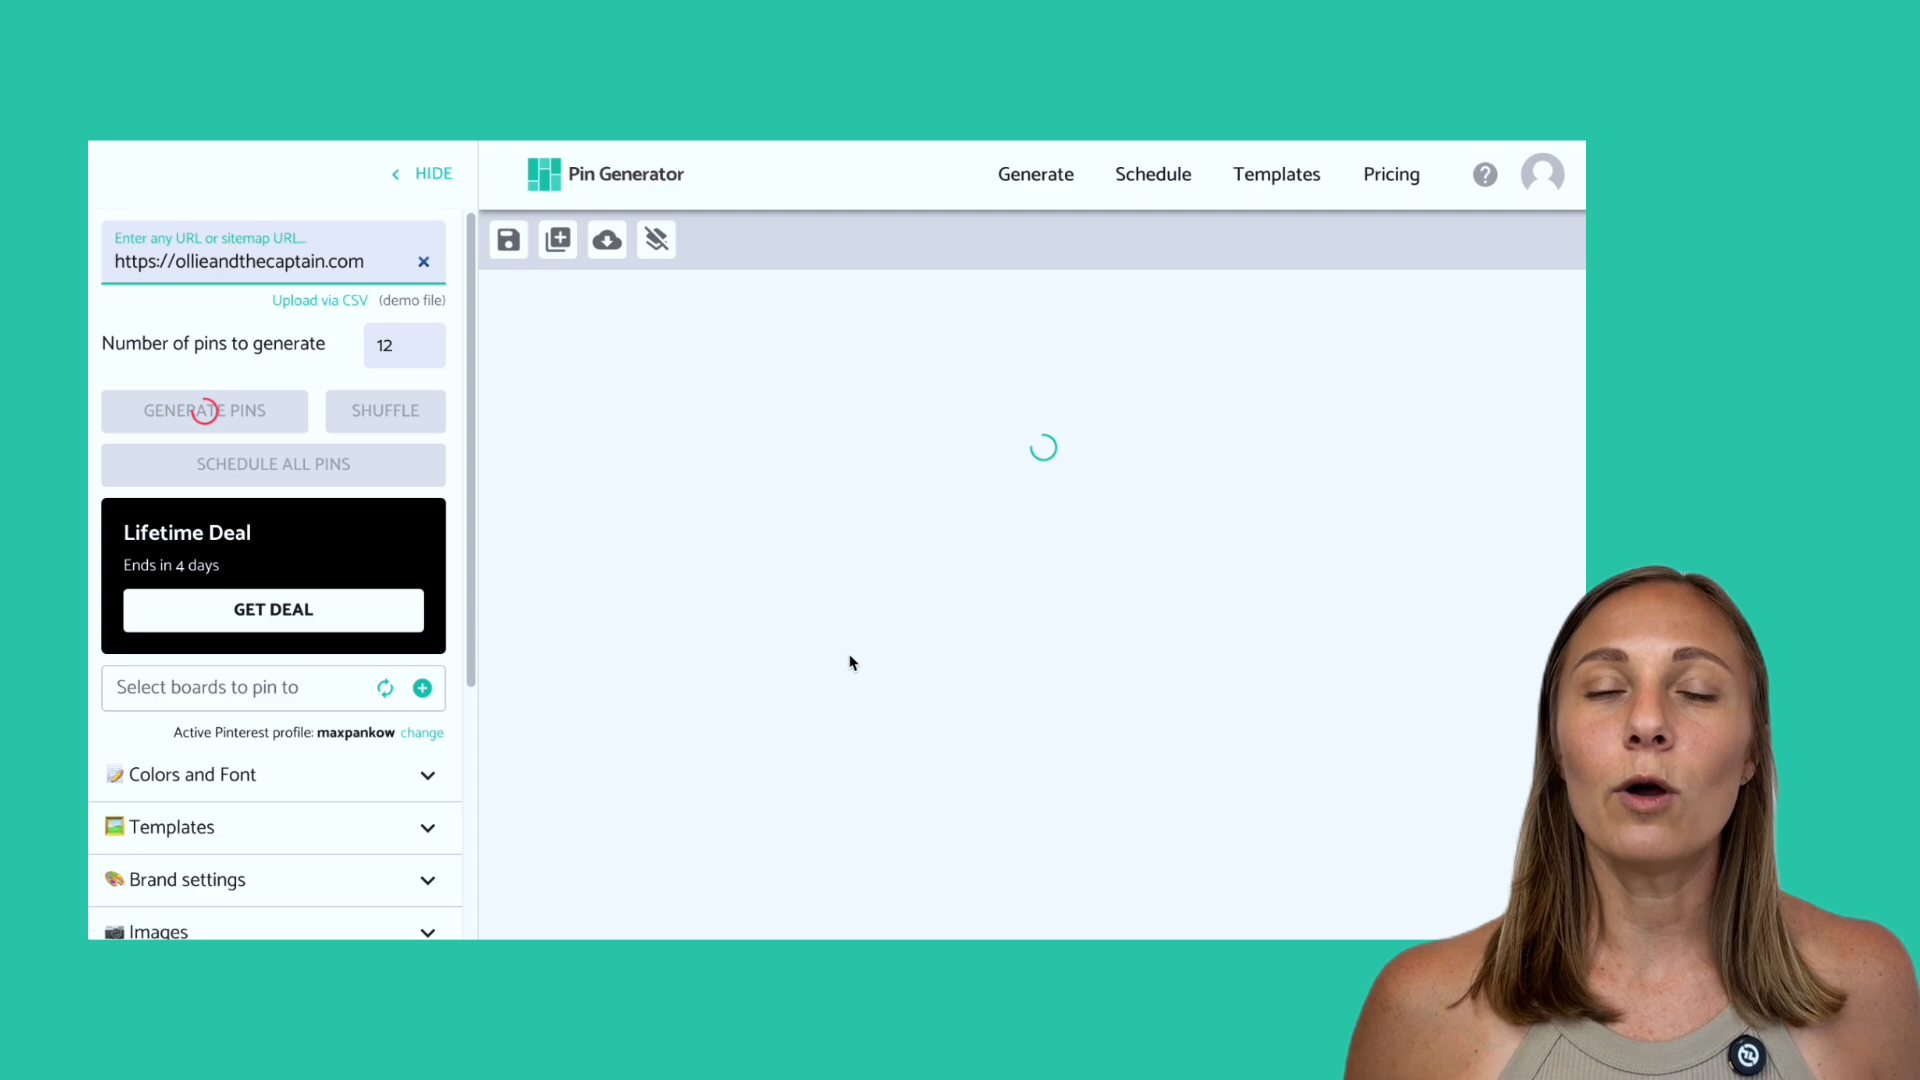 HIDE
Pin Generator
Generate
Schedule
Templates
Pricing
Enter any URL or sitemap URL...
https://ollieandthecaptain.com
Upload via CSV (demo file)
Number of pins to generate
12
GENERATE PINS
SHUFFLE
SCHEDULE ALL PINS
Lifetime Deal
Ends in 4 days
GET DEAL
Select boards to pin to
Active Pinterest profile: maxpankow change
Colors and Font
Templates
Brand settings
Images